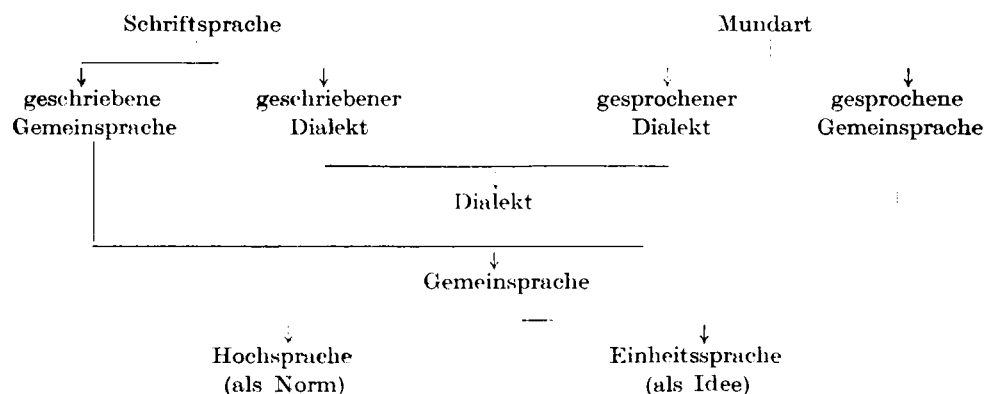 Schriftsprache Mundart
geschriebene geschriebener gesprochener gesprochene
Gemeinsprache Dialekt Dialekt Gemeinsprache
Dialekt
Gemeinsprache
Hochsprache Einheitssprache
(als Norm) (als Idee)